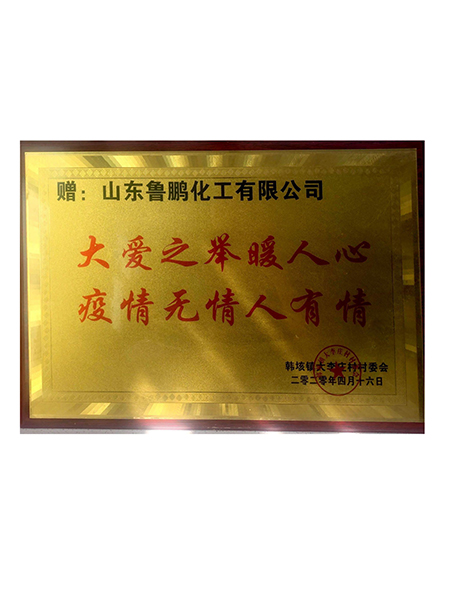 赠：山东鲁鹏化工有限公司
大爱之举暖人心
疫情无情人有情
韩垓镇大李庄村村委会
二零二零年四月十六日